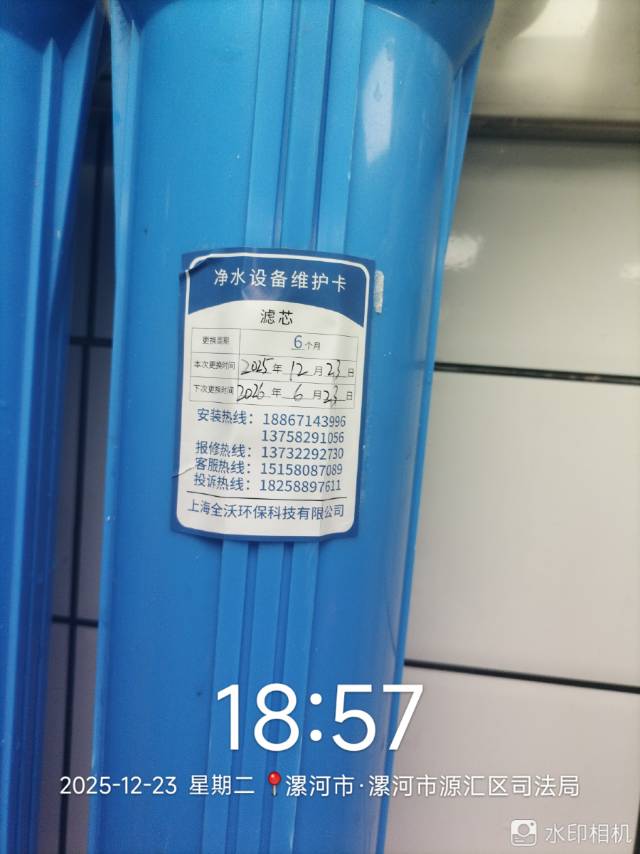 净水设备维护卡
滤芯
更换周期 6个月
本次更换时间 2025年12月23日
下次更换时间 2026年6月23日
安装热线：18867143996
13758291056
报修热线：13732292730
客服热线：15158087089
投诉热线：18258897611
上海全沃环保科技有限公司
18:57
2025-12-23 星期二 漯河市·漯河市源汇区司法局
水印相机